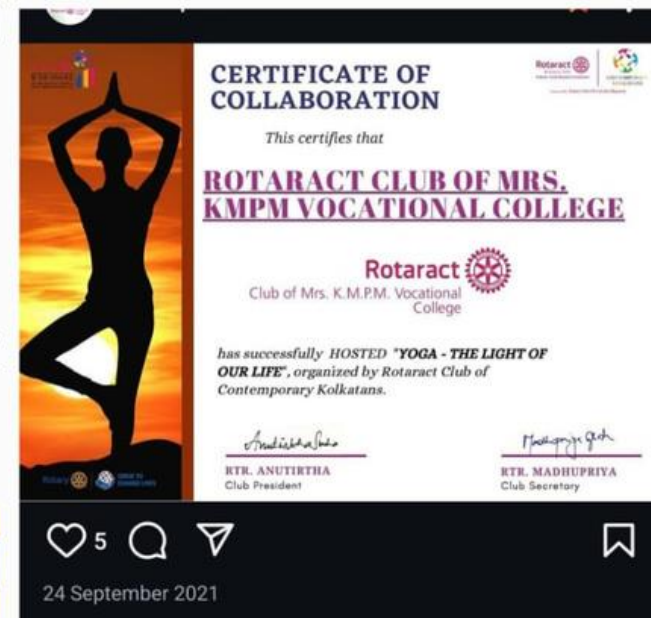 CERTIFICATE OF
COLLABORATION
Rotaract
This certifies that
ROTARACT CLUB OF MRS.
KMPM VOCATIONAL COLLEGE
Rotaract
Club of Mrs. K.M.P.M. Vocational
College
has successfully HOSTED "YOGA - THE LIGHT OF
OUR LIFE", organized by Rotaract Club of
Contemporary Kolkatans.
RTR. ANUTIRTHA
Club President
RTR. MADHUPRIYA
Club Secretary
Rotary
5
24 September 2021